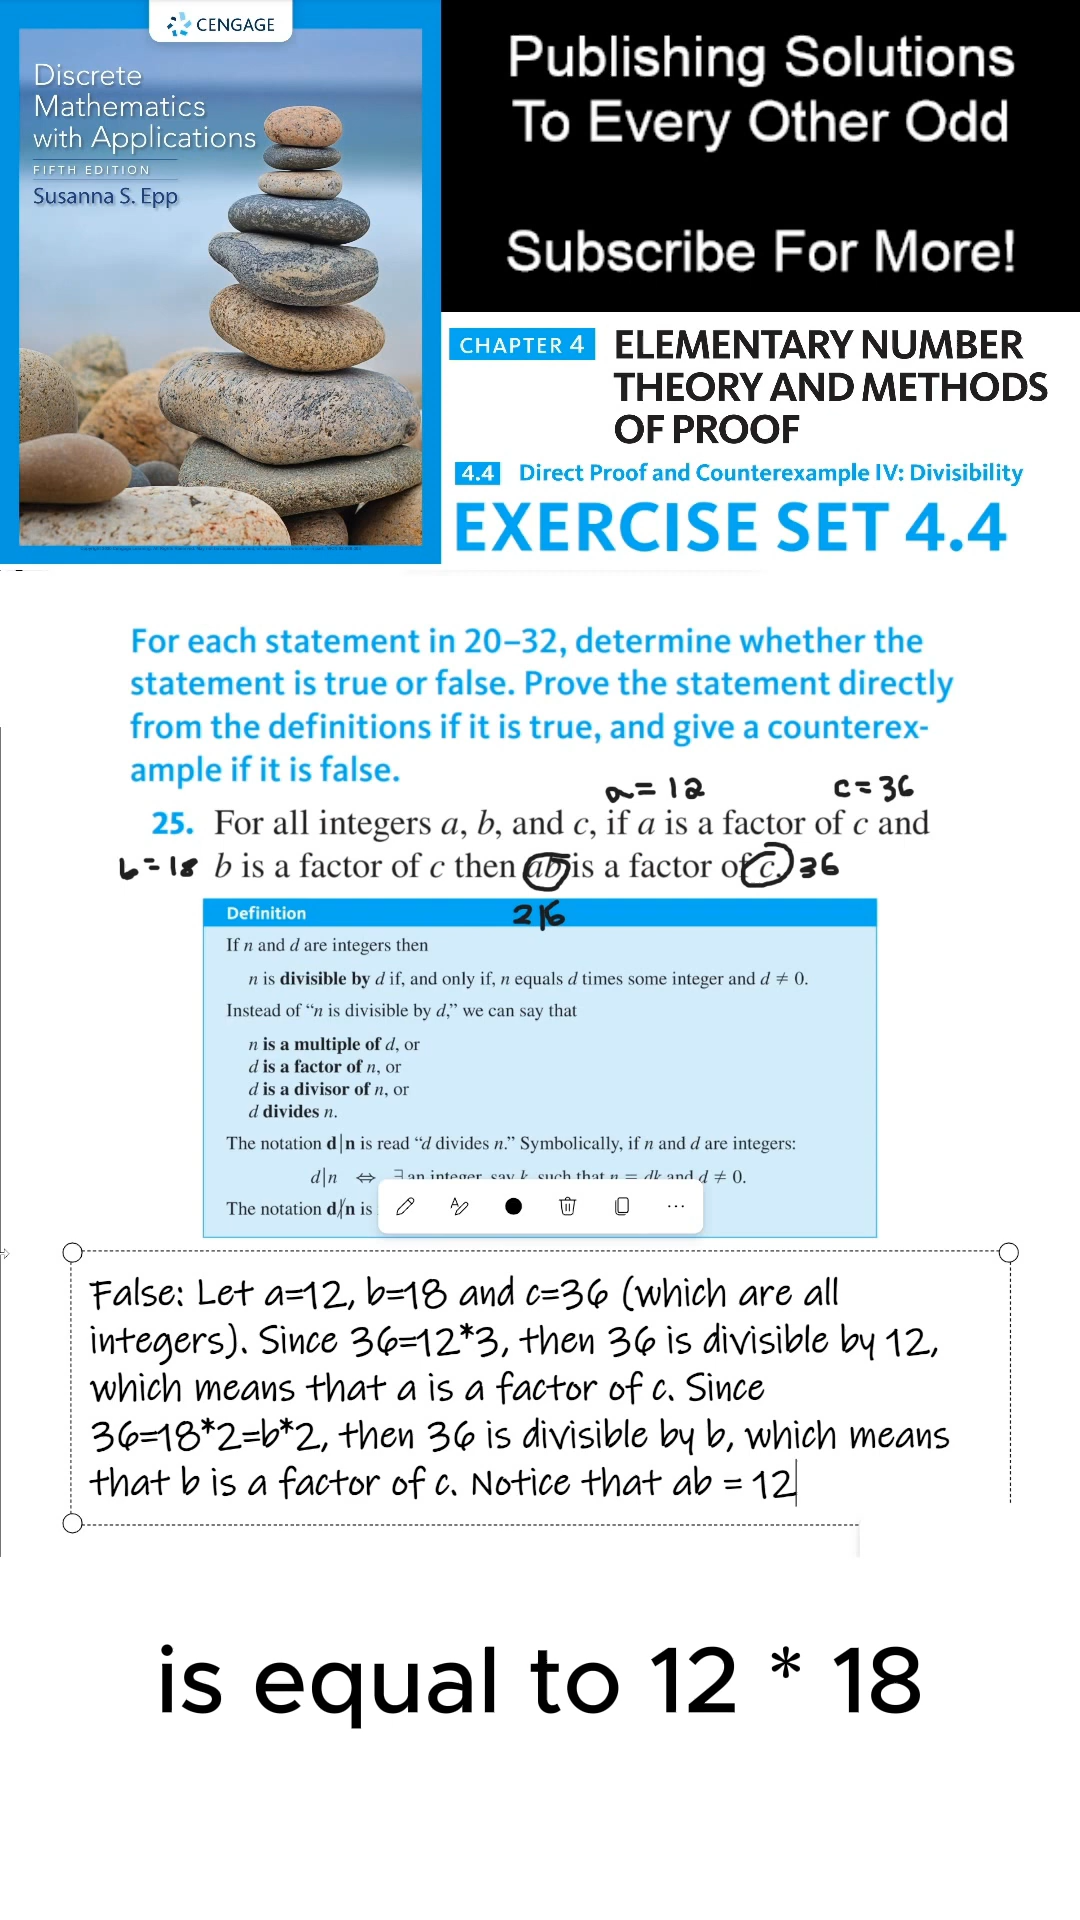 CENGAGE
Discrete
Mathematics
with Applications
FIFTH EDITION
Susanna S. Epp
Publishing Solutions
To Every Other Odd
Subscribe For More!
CHAPTER 4 ELEMENTARY NUMBER
THEORY AND METHODS
OF PROOF
4.4 Direct Proof and Counterexample IV: Divisibility
EXERCISE SET 4.4
For each statement in 20–32, determine whether the
statement is true or false. Prove the statement directly
from the definitions if it is true, and give a counterex-
ample if it is false.
a=12 c=36
25. For all integers a, b, and c, if a is a factor of c and
b=18 b is a factor of c then ab is a factor of c. 36
216
Definition
If n and d are integers then
n is divisible by d if, and only if, n equals d times some integer and d ≠ 0.
Instead of “n is divisible by d,” we can say that
n is a multiple of d, or
d is a factor of n, or
d is a divisor of n, or
d divides n.
The notation d|n is read “d divides n.” Symbolically, if n and d are integers:
d|n ⇔ ∃ an integer, say k, such that n = dk and d ≠ 0.
The notation d∤n is
False: Let a=12, b=18 and c=36 (which are all
integers). Since 36=12*3, then 36 is divisible by 12,
which means that a is a factor of c. Since
36=18*2=b*2, then 36 is divisible by b, which means
that b is a factor of c. Notice that ab = 12
is equal to 12 * 18